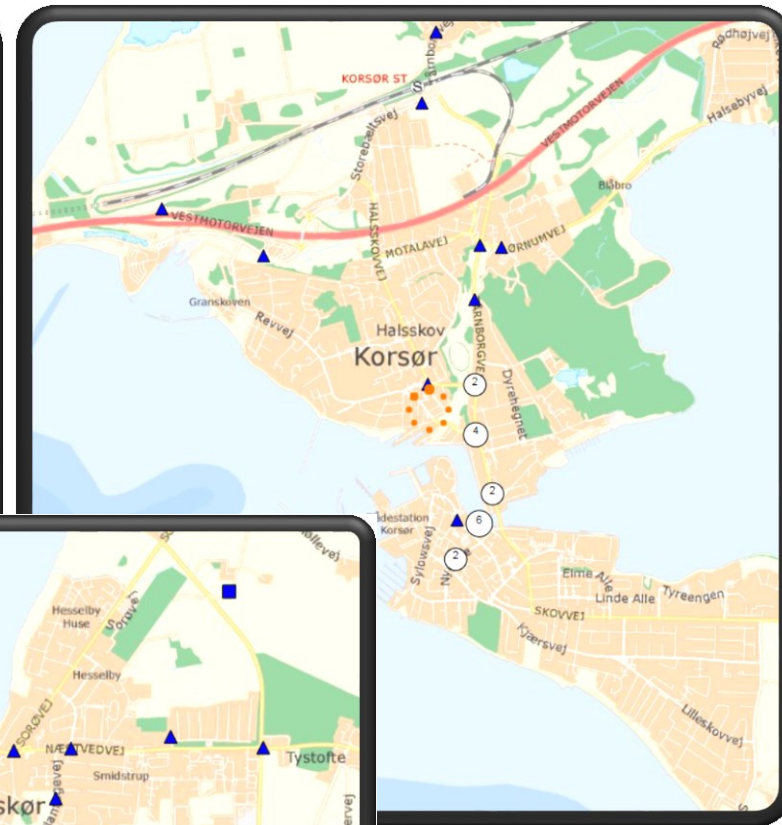 Rødhøjvej
KORSØR ST
S
Halsebyvej
VESTMOTORVEJEN
Storebæltsvej
Blåbro
HALSSKOVVEJ
VESTMOTORVEJEN
MOTALAVEJ
ØRNUMVEJ
Granskoven
Revvej
Halsskov
Korsør
Dyrehegnet
2
4
2
6
Korsør
Sylowsvej
2
Elme Alle
Linde Alle
Tyreengen
SKOVVEJ
Kjærsvej
Lilleskovvej
Hesselby
Huse
Sorøvej
Hesselby
SORØVEJ
NÆSTVEDVEJ
Smidstrup
Tystofte